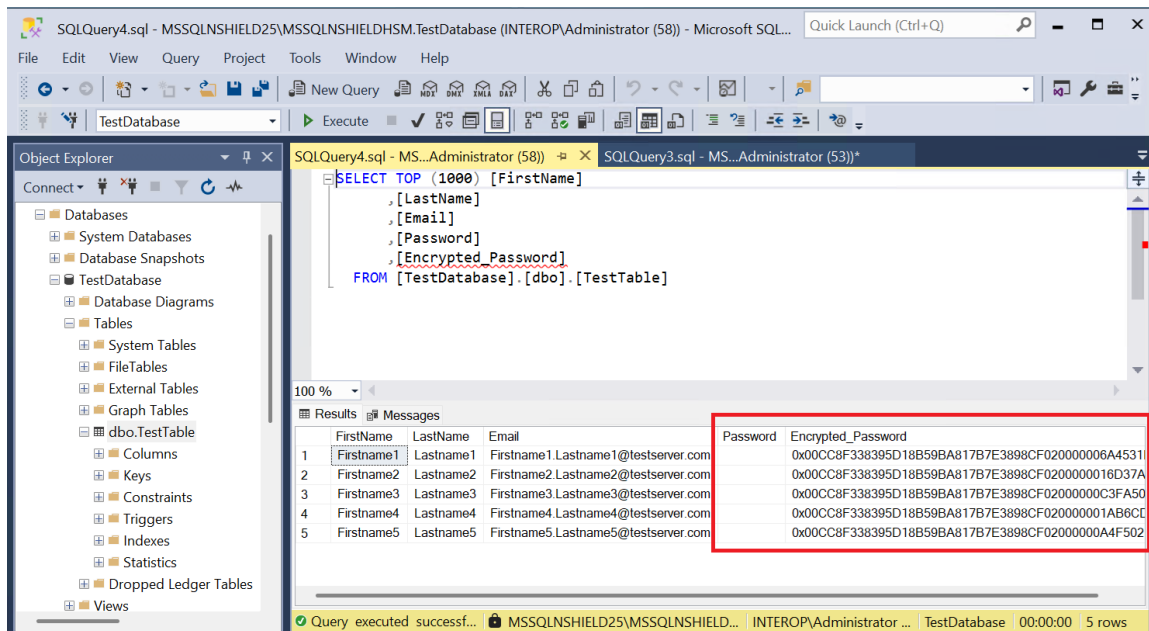 SQLQuery4.sql - MSSQLNSHIELD25\MSSQLNSHIELDHSM.TestDatabase (INTEROP\Administrator (58)) - Microsoft SQL...
Quick Launch (Ctrl+Q)
File Edit View Query Project Tools Window Help
New Query MDX DMX XMLA DAX
TestDatabase Execute
Object Explorer
SQLQuery4.sql - MS...Administrator (58)) SQLQuery3.sql - MS...Administrator (53))*
Connect
Databases
System Databases
Database Snapshots
TestDatabase
Database Diagrams
Tables
System Tables
FileTables
External Tables
Graph Tables
dbo.TestTable
Columns
Keys
Constraints
Triggers
Indexes
Statistics
Dropped Ledger Tables
Views
SELECT TOP (1000) [FirstName]
,[LastName]
,[Email]
,[Password]
,[Encrypted_Password]
FROM [TestDatabase].[dbo].[TestTable]
100 %
Results Messages
FirstName LastName Email Password Encrypted_Password
1 Firstname1 Lastname1 Firstname1.Lastname1@testserver.com 0x00CC8F338395D18B59BA817B7E3898CF020000006A4531
2 Firstname2 Lastname2 Firstname2.Lastname2@testserver.com 0x00CC8F338395D18B59BA817B7E3898CF0200000016D37A
3 Firstname3 Lastname3 Firstname3.Lastname3@testserver.com 0x00CC8F338395D18B59BA817B7E3898CF02000000C3FA50
4 Firstname4 Lastname4 Firstname4.Lastname4@testserver.com 0x00CC8F338395D18B59BA817B7E3898CF020000001AB6CD
5 Firstname5 Lastname5 Firstname5.Lastname5@testserver.com 0x00CC8F338395D18B59BA817B7E3898CF02000000A4F502
Query executed successf... MSSQLNSHIELD25\MSSQLNSHIELD... INTEROP\Administrator ... TestDatabase 00:00:00 5 rows